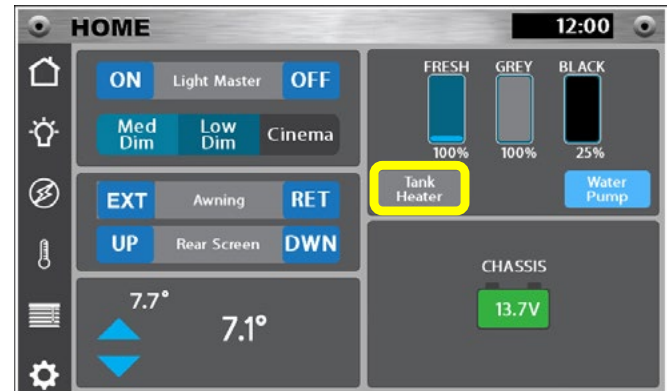 HOME
12:00
ON Light Master OFF
Med Dim Low Dim Cinema
EXT Awning RET
UP Rear Screen DWN
7.7°
7.1°
FRESH GREY BLACK
100% 100% 25%
Tank Heater
Water Pump
CHASSIS
13.7V